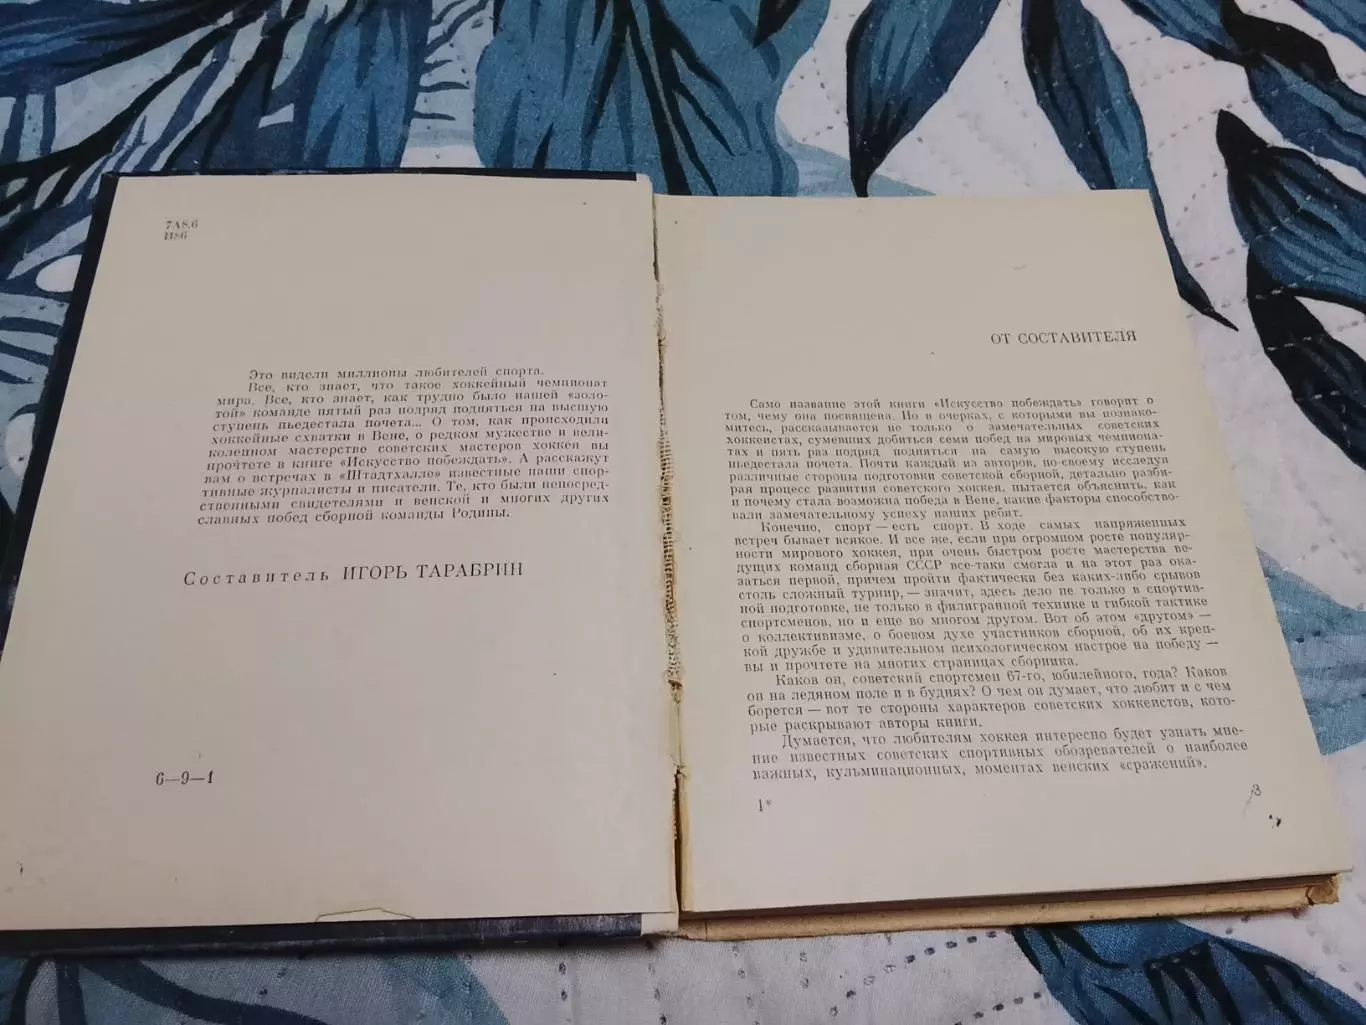 7А8.6
И86
Это видели миллионы любителей спорта.
Все, кто знает, что такое хоккейный чемпионат
мира. Все, кто знает, как трудно было нашей «золо-
той» команде пятый раз подряд подняться на высшую
ступень пьедестала почета... О том, как происходили
хоккейные схватки в Вене, о редком мужестве и вели-
колепном мастерстве советских мастеров хоккея вы
прочтете в книге «Искусство побеждать». А расскажут
вам о встречах в «Штадтхалле» известные наши спор-
тивные журналисты и писатели. Те, кто были непосред-
ственными свидетелями и венской и многих других
славных побед сборной команды Родины.
Составитель ИГОРЬ ТАРАБРИН
6—9—1
ОТ СОСТАВИТЕЛЯ
Само название этой книги «Искусство побеждать» говорит о
том, чему она посвящена. Но в очерках, с которыми вы познако-
митесь, рассказывается не только о замечательных советских
хоккеистах, сумевших добиться семи побед на мировых чемпиона-
тах и пять раз подряд подняться на самую высокую ступень
пьедестала почета. Почти каждый из авторов, по-своему исследуя
различные стороны подготовки советской сборной, детально разби-
рая процесс развития советского хоккея, пытается объяснить, как
и почему стала возможна победа в Вене, какие факторы способство-
вали замечательному успеху наших ребят.
Конечно, спорт — есть спорт. В ходе самых напряженных
встреч бывает всякое. И все же, если при огромном росте популяр-
ности мирового хоккея, при очень быстром росте мастерства ве-
дущих команд сборная СССР все-таки смогла и на этот раз ока-
заться первой, причем пройти фактически без каких-либо срывов
столь сложный турнир, — значит, здесь дело не только в спортив-
ной подготовке, не только в филигранной технике и гибкой тактике
спортсменов, но и еще во многом другом. Вот об этом «другом» —
о коллективизме, о боевом духе участников сборной, об их креп-
кой дружбе и удивительном психологическом настрое на победу —
вы и прочтете на многих страницах сборника.
Каков он, советский спортсмен 67-го, юбилейного, года? Каков
он на ледяном поле и в буднях? О чем он думает, что любит и с чем
борется — вот те стороны характеров советских хоккеистов, кото-
рые раскрывают авторы книги.
Думается, что любителям хоккея интересно будет узнать мне-
ние известных советских спортивных обозревателей о наиболее
важных, кульминационных, моментах венских «сражений».
1*
3